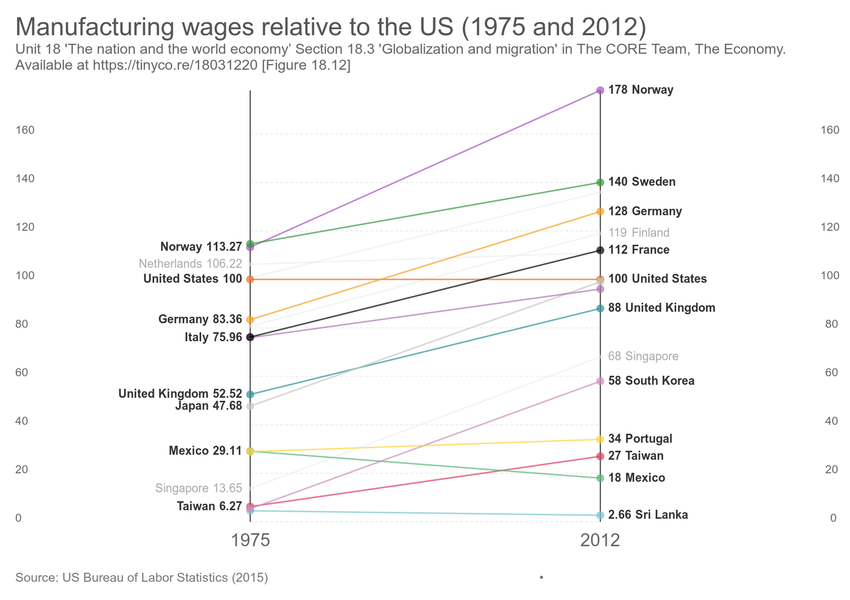 Manufacturing wages relative to the US (1975 and 2012)
Unit 18 'The nation and the world economy’ Section 18.3 'Globalization and migration' in The CORE Team, The Economy.
Available at https://tinyco.re/18031220 [Figure 18.12]
178 Norway
160
160
140
140 Sweden
140
128 Germany
120
119 Finland
120
Norway 113.27
112 France
Netherlands 106.22
100
United States 100
100 United States
100
88 United Kingdom
Germany 83.36
80
80
Italy 75.96
68 Singapore
60
60
58 South Korea
United Kingdom 52.52
Japan 47.68
40
40
34 Portugal
Mexico 29.11
27 Taiwan
20
18 Mexico
20
Singapore 13.65
Taiwan 6.27
2.66 Sri Lanka
0
0
1975
2012
Source: US Bureau of Labor Statistics (2015)